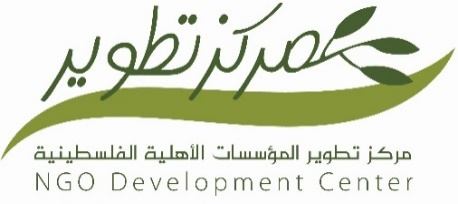 مركز تطوير
مركز تطوير المؤسسات الأهلية الفلسطينية
NGO Development Center